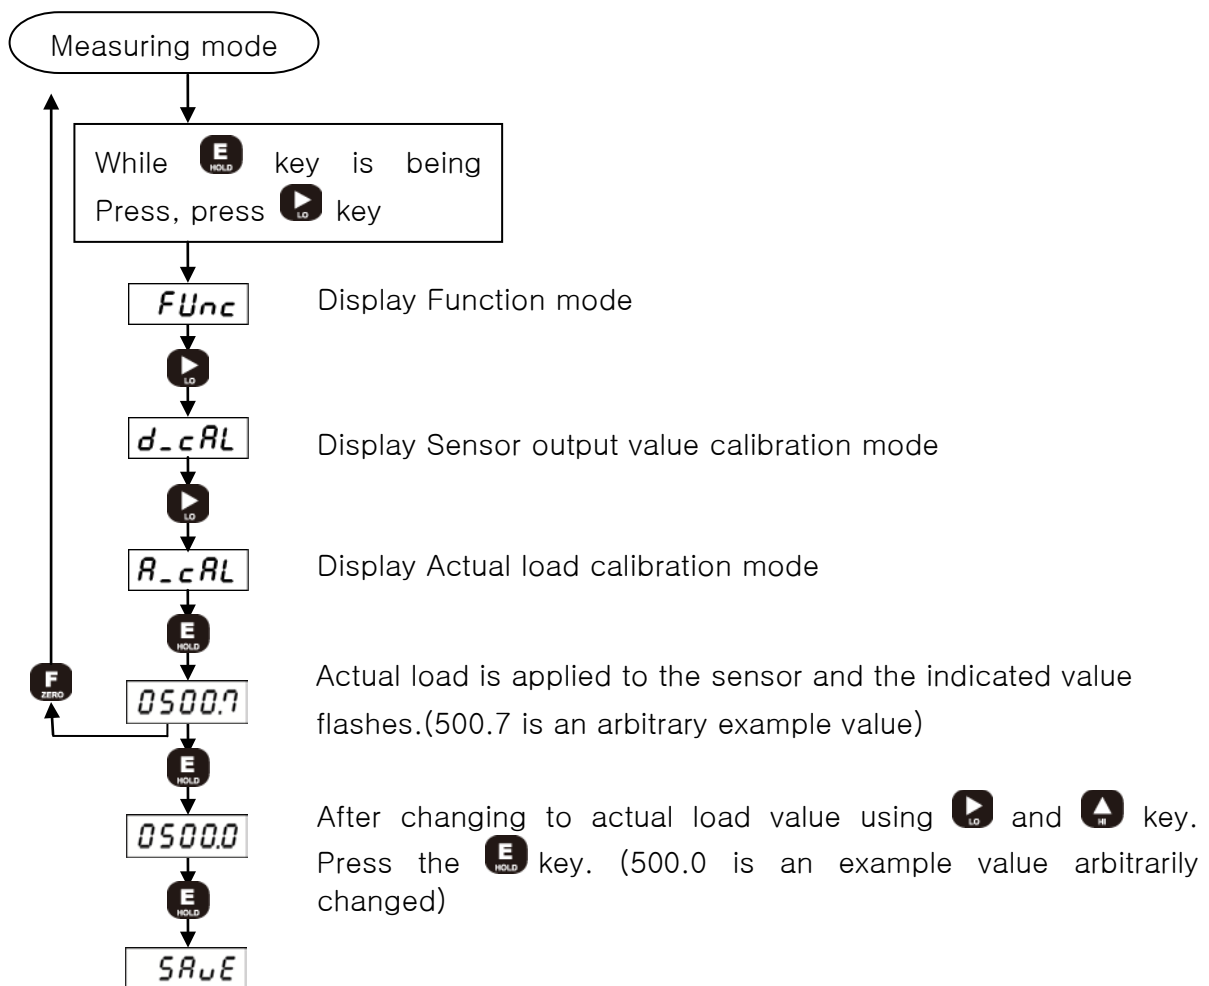 Measuring mode
While E HOLD key is being
Press, press LO key
FUnc Display Function mode
LO
d_cAL Display Sensor output value calibration mode
LO
A_cAL Display Actual load calibration mode
E HOLD
F ZERO
0500.7 Actual load is applied to the sensor and the indicated value
flashes.(500.7 is an arbitrary example value)
E HOLD
0500.0 After changing to actual load value using LO and HI key.
Press the E HOLD key. (500.0 is an example value arbitrarily
changed)
E HOLD
SAvE